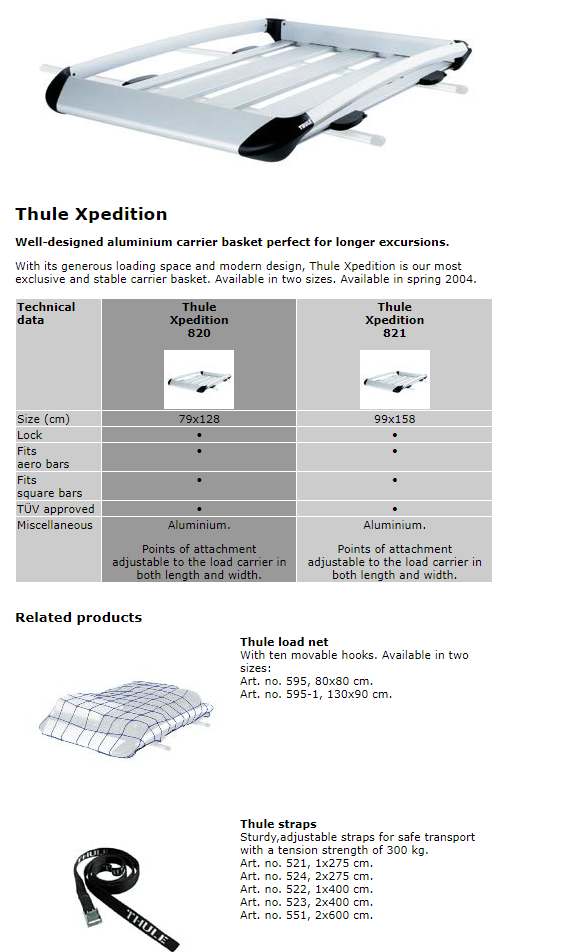 THULE
Thule Xpedition
Well-designed aluminium carrier basket perfect for longer excursions.
With its generous loading space and modern design, Thule Xpedition is our most
exclusive and stable carrier basket. Available in two sizes. Available in spring 2004.
Technical
data
Thule
Xpedition
820
Thule
Xpedition
821
Size (cm) 79x128 99x158
Lock • •
Fits
aero bars • •
Fits
square bars • •
TÜV approved • •
Miscellaneous Aluminium. Aluminium.
Points of attachment
adjustable to the load carrier in
both length and width.
Points of attachment
adjustable to the load carrier in
both length and width.
Related products
Thule load net
With ten movable hooks. Available in two
sizes:
Art. no. 595, 80x80 cm.
Art. no. 595-1, 130x90 cm.
Thule straps
Sturdy,adjustable straps for safe transport
with a tension strength of 300 kg.
Art. no. 521, 1x275 cm.
Art. no. 524, 2x275 cm.
Art. no. 522, 1x400 cm.
Art. no. 523, 2x400 cm.
Art. no. 551, 2x600 cm.
THULE
THULE